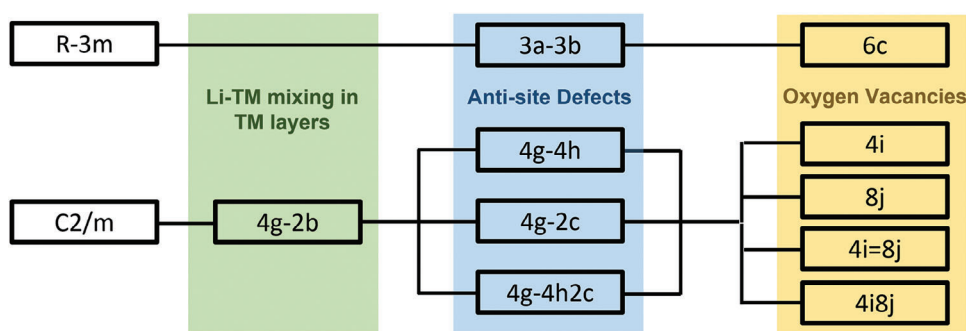 R-3m
3a-3b
6c
Li-TM mixing in
TM layers
Anti-site Defects
Oxygen Vacancies
4g-4h
4i
8j
C2/m
4g-2b
4g-2c
4i=8j
4g-4h2c
4i8j